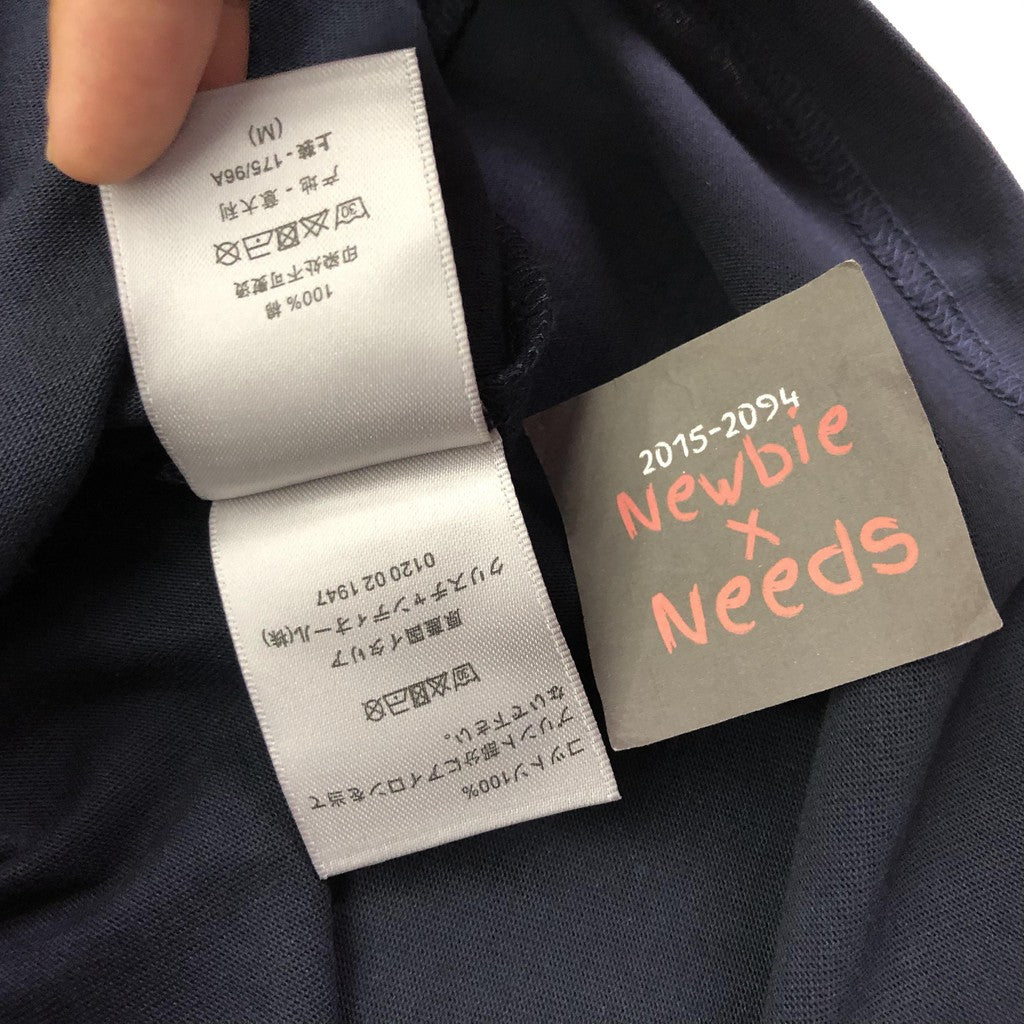 100% 棉
印染处不可熨烫
产地 - 意大利
上装 - 175/96A
(M)
コットン100%
プリント部分にアイロンを当て
ないで下さい。
原産国イタリア
クリスチャンディオール(株)
0120 02 1947
2015-2094
Newbie
x
Needs